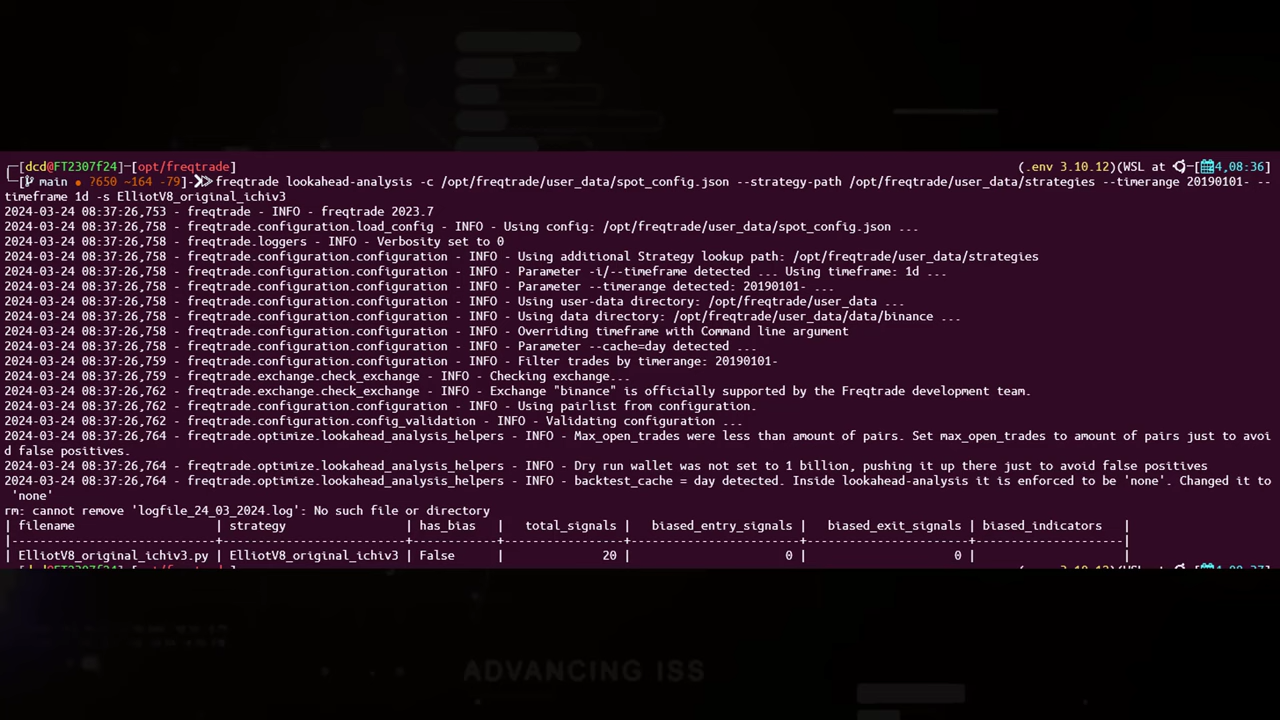 [dcd@FT2307f24]-[opt/freqtrade] (.env 3.10.12)(WSL at -[4,08:36]
[ main • ?650 ~164 -79]- freqtrade lookahead-analysis -c /opt/freqtrade/user_data/spot_config.json --strategy-path /opt/freqtrade/user_data/strategies --timerange 20190101- --
timeframe 1d -s ElliotV8_original_ichiv3
2024-03-24 08:37:26,753 - freqtrade - INFO - freqtrade 2023.7
2024-03-24 08:37:26,758 - freqtrade.configuration.load_config - INFO - Using config: /opt/freqtrade/user_data/spot_config.json ...
2024-03-24 08:37:26,758 - freqtrade.loggers - INFO - Verbosity set to 0
2024-03-24 08:37:26,758 - freqtrade.configuration.configuration - INFO - Using additional Strategy lookup path: /opt/freqtrade/user_data/strategies
2024-03-24 08:37:26,758 - freqtrade.configuration.configuration - INFO - Parameter -i/--timeframe detected ... Using timeframe: 1d ...
2024-03-24 08:37:26,758 - freqtrade.configuration.configuration - INFO - Parameter --timerange detected: 20190101- ...
2024-03-24 08:37:26,758 - freqtrade.configuration.configuration - INFO - Using user-data directory: /opt/freqtrade/user_data ...
2024-03-24 08:37:26,758 - freqtrade.configuration.configuration - INFO - Using data directory: /opt/freqtrade/user_data/data/binance ...
2024-03-24 08:37:26,758 - freqtrade.configuration.configuration - INFO - Overriding timeframe with Command line argument
2024-03-24 08:37:26,758 - freqtrade.configuration.configuration - INFO - Parameter --cache=day detected ...
2024-03-24 08:37:26,759 - freqtrade.configuration.configuration - INFO - Filter trades by timerange: 20190101-
2024-03-24 08:37:26,759 - freqtrade.exchange.check_exchange - INFO - Checking exchange...
2024-03-24 08:37:26,762 - freqtrade.exchange.check_exchange - INFO - Exchange "binance" is officially supported by the Freqtrade development team.
2024-03-24 08:37:26,762 - freqtrade.configuration.configuration - INFO - Using pairlist from configuration.
2024-03-24 08:37:26,762 - freqtrade.configuration.config_validation - INFO - Validating configuration ...
2024-03-24 08:37:26,764 - freqtrade.optimize.lookahead_analysis_helpers - INFO - Max_open_trades were less than amount of pairs. Set max_open_trades to amount of pairs just to avoi
d false positives.
2024-03-24 08:37:26,764 - freqtrade.optimize.lookahead_analysis_helpers - INFO - Dry run wallet was not set to 1 billion, pushing it up there just to avoid false positives
2024-03-24 08:37:26,764 - freqtrade.optimize.lookahead_analysis_helpers - INFO - backtest_cache = day detected. Inside lookahead-analysis it is enforced to be 'none'. Changed it to
'none'
rm: cannot remove 'logfile_24_03_2024.log': No such file or directory
| filename | strategy | has_bias | total_signals | biased_entry_signals | biased_exit_signals | biased_indicators |
| ElliotV8_original_ichiv3.py | ElliotV8_original_ichiv3 | False | 20 | 0 | 0 | |
ADVANCING ISS